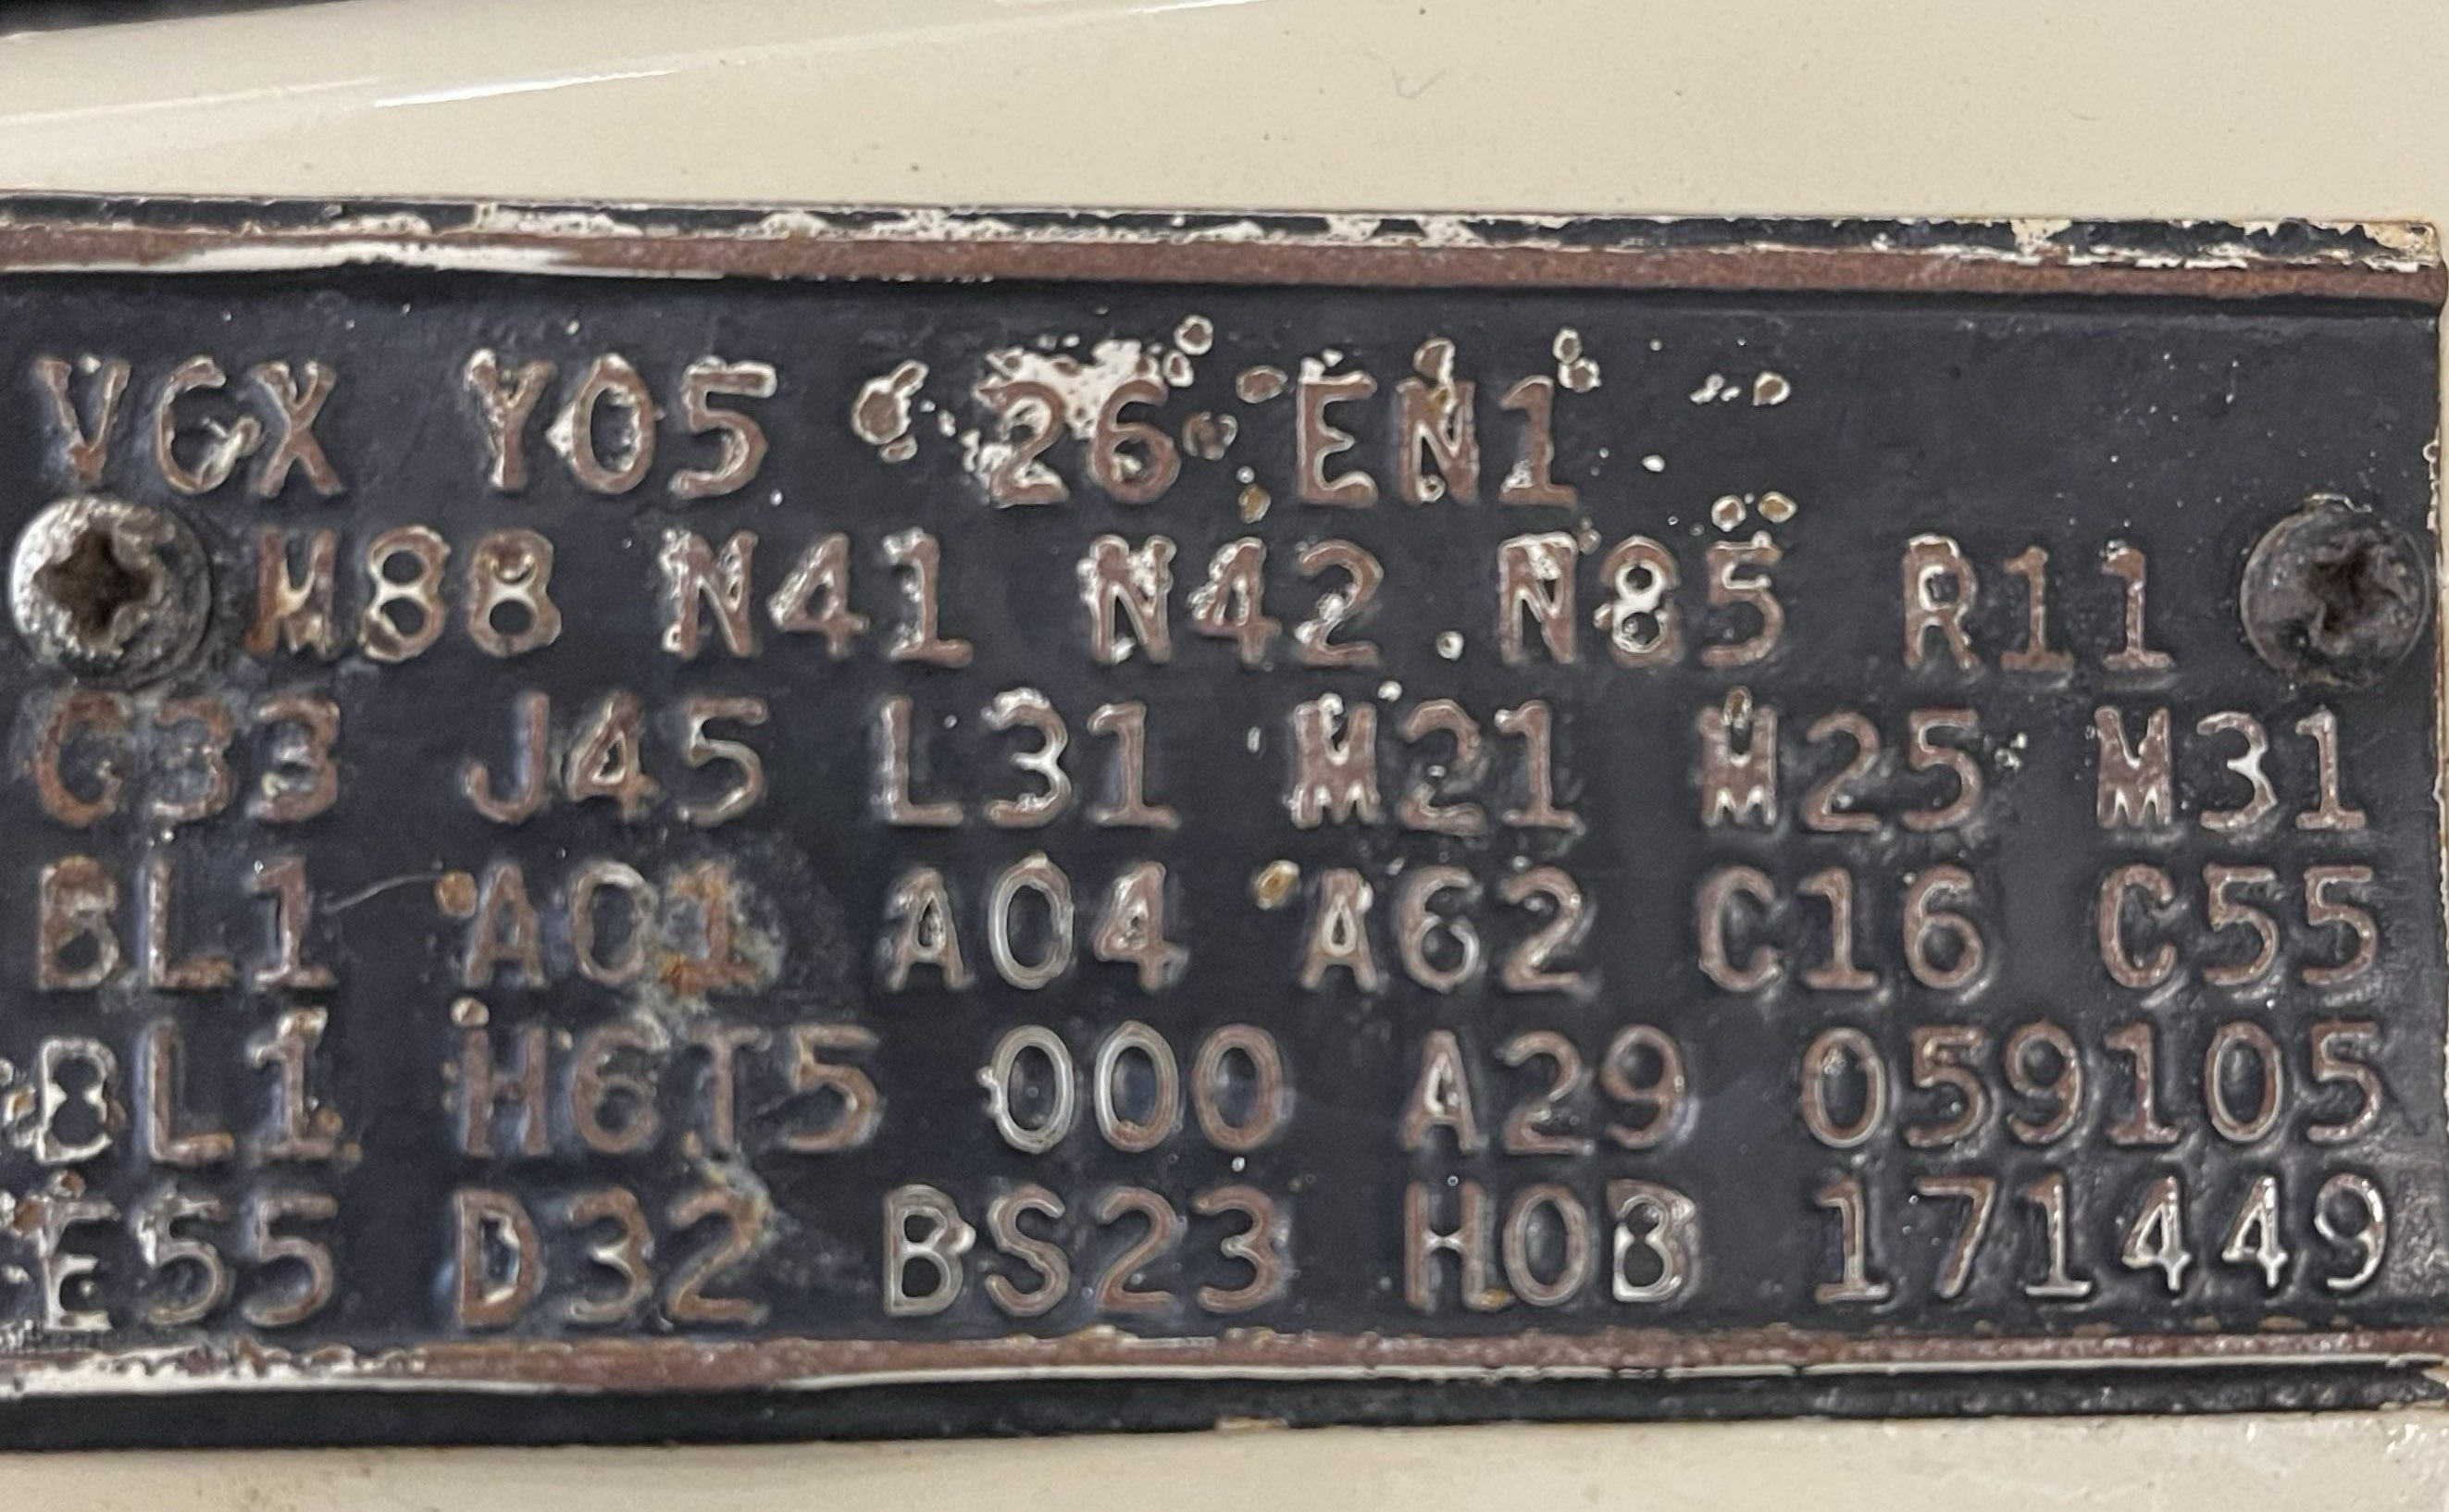 VGX Y05 26 EN1
M88 N41 N42 N85 R11
G33 J45 L31 M21 M25 M31
BL1 A01 A04 A62 C16 C55
BL1 H6T5 000 A29 059105
E55 D32 BS23 H0B 171449